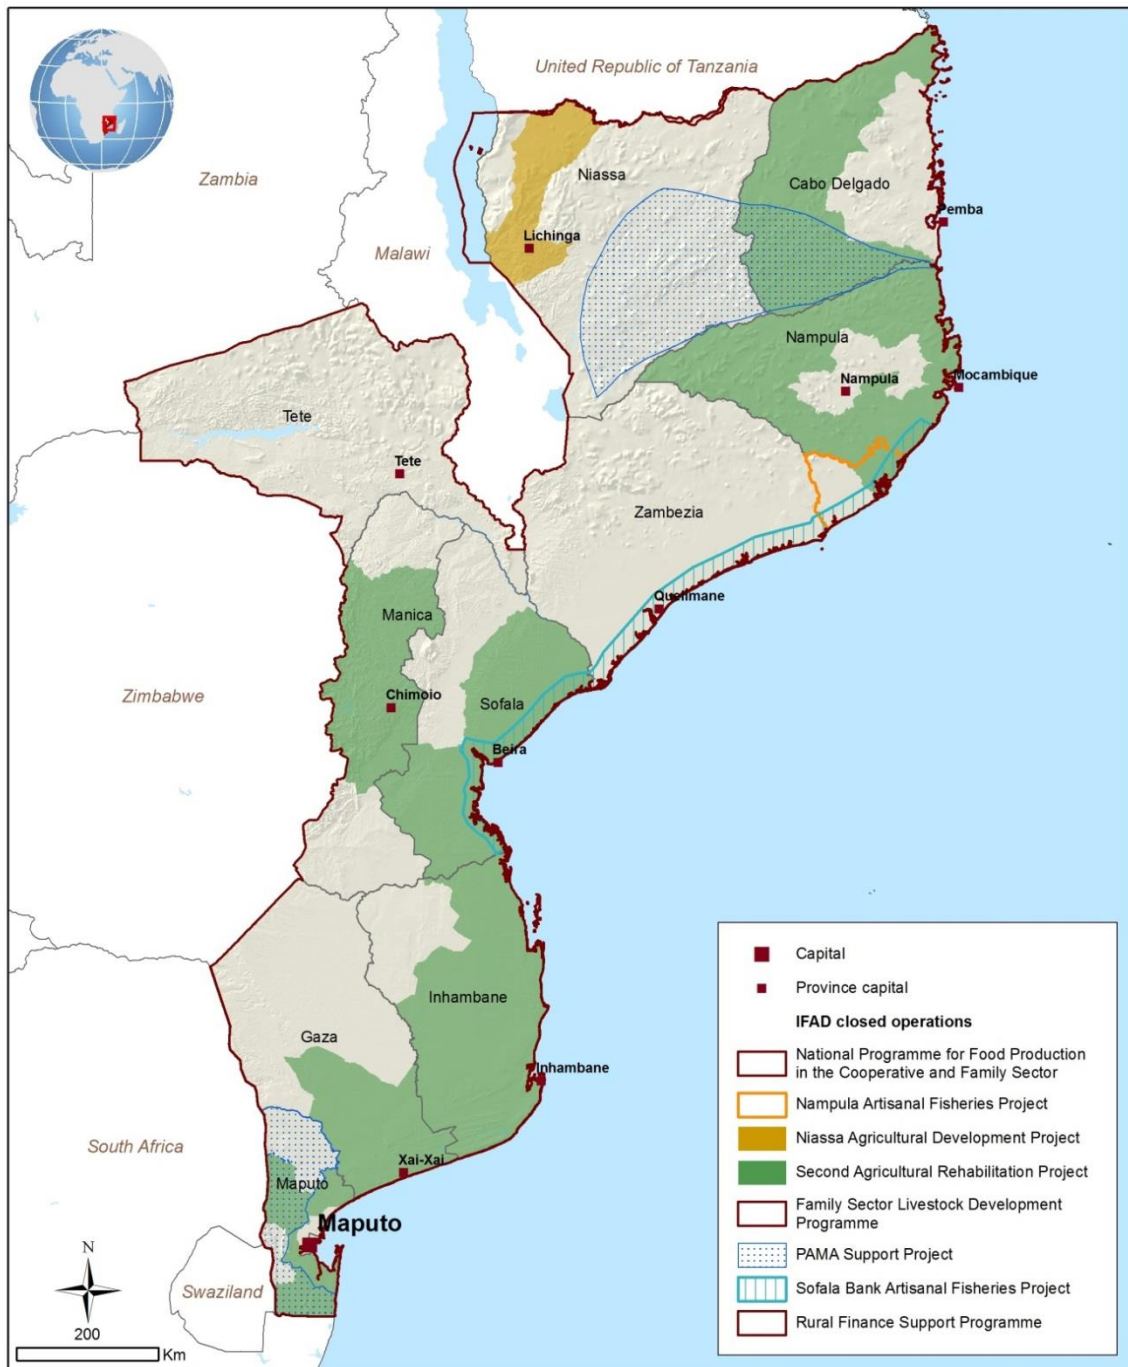 United Republic of Tanzania
Zambia
Niassa
Cabo Delgado
Pemba
Lichinga
Malawi
Nampula
Nampula
Mocambique
Tete
Tete
Zambezia
Quelimane
Manica
Zimbabwe
Chimoio
Sofala
Beira
Inhambane
Gaza
Inhambane
South Africa
Xai-Xai
Maputo
Maputo
Swaziland
N
200
Km
Capital
Province capital
IFAD closed operations
National Programme for Food Production
in the Cooperative and Family Sector
Nampula Artisanal Fisheries Project
Niassa Agricultural Development Project
Second Agricultural Rehabilitation Project
Family Sector Livestock Development
Programme
PAMA Support Project
Sofala Bank Artisanal Fisheries Project
Rural Finance Support Programme